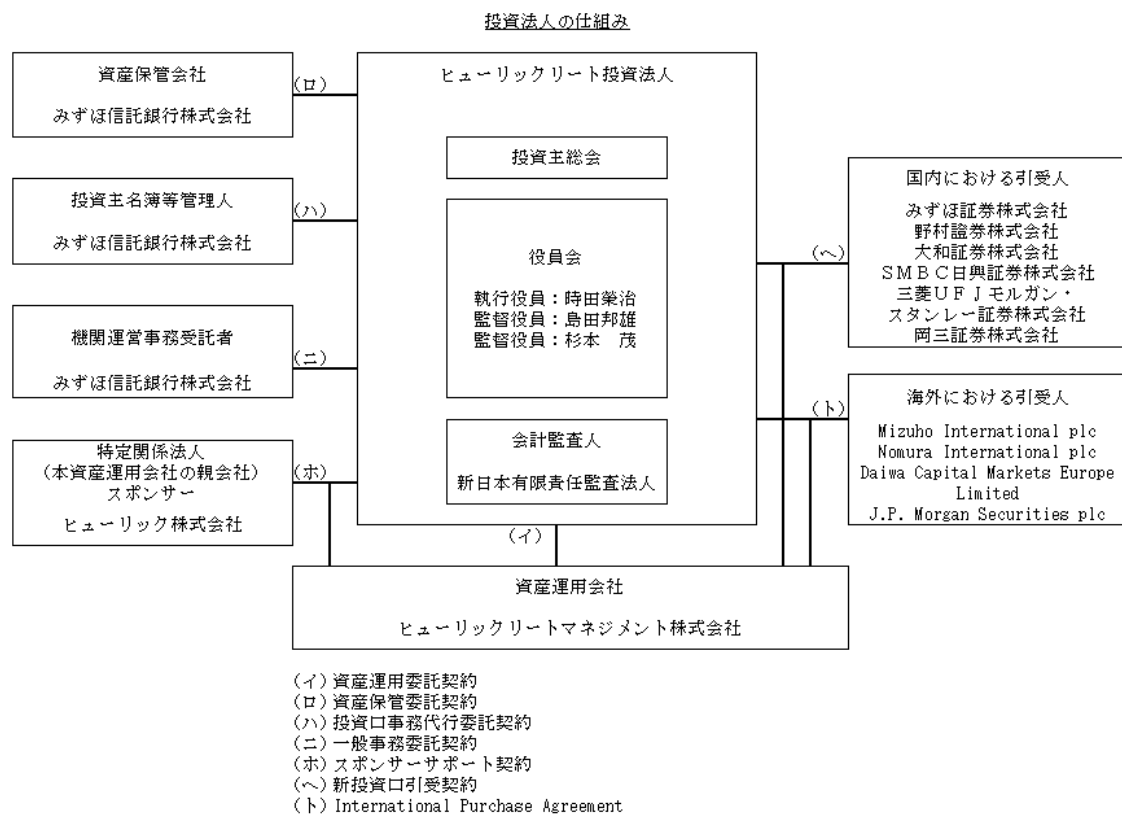 投資法人の仕組み
資産保管会社
みずほ信託銀行株式会社
(ロ)
投資主名簿等管理人
みずほ信託銀行株式会社
(ハ)
機関運営事務受託者
みずほ信託銀行株式会社
(ニ)
特定関係法人
(本資産運用会社の親会社)
スポンサー
ヒューリック株式会社
(ホ)
ヒューリックリート投資法人
投資主総会
役員会
執行役員:時田榮治
監督役員:島田邦雄
監督役員:杉本 茂
会計監査人
新日本有限責任監査法人
(イ)
(ヘ)
国内における引受人
みずほ証券株式会社
野村證券株式会社
大和証券株式会社
SMBC日興証券株式会社
三菱UFJモルガン・
スタンレー証券株式会社
岡三証券株式会社
(ト)
海外における引受人
Mizuho International plc
Nomura International plc
Daiwa Capital Markets Europe
Limited
J.P. Morgan Securities plc
資産運用会社
ヒューリックリートマネジメント株式会社
(イ)資産運用委託契約
(ロ)資産保管委託契約
(ハ)投資口事務代行委託契約
(ニ)一般事務委託契約
(ホ)スポンサーサポート契約
(ヘ)新投資口引受契約
(ト)International Purchase Agreement